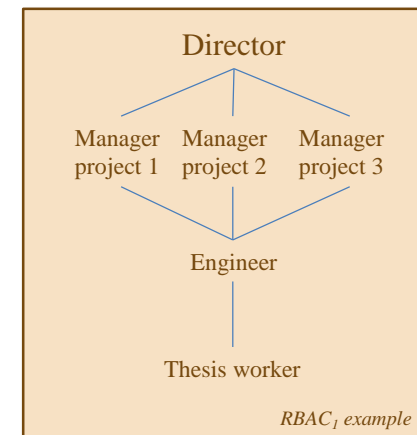 Director
Manager Manager Manager
project 1 project 2 project 3
Engineer
Thesis worker
RBAC₁ example